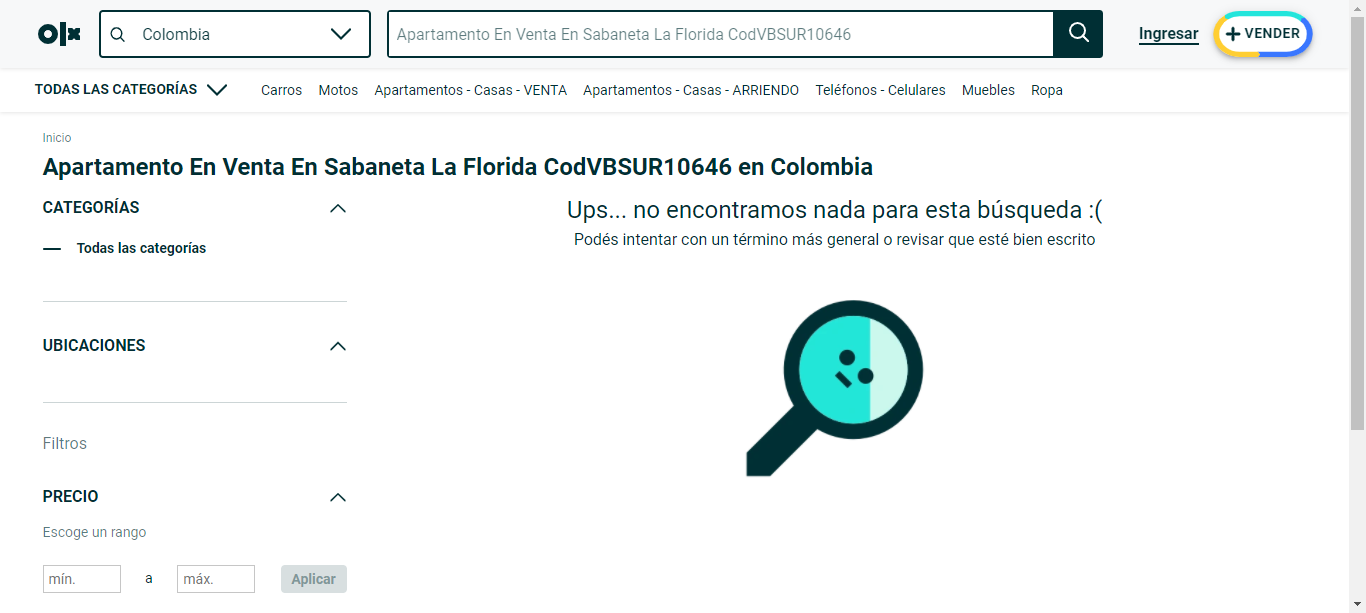 olx
Colombia
Apartamento En Venta En Sabaneta La Florida CodVBSUR10646
Ingresar
VENDER
TODAS LAS CATEGORÍAS
Carros
Motos
Apartamentos - Casas - VENTA
Apartamentos - Casas - ARRIENDO
Teléfonos - Celulares
Muebles
Ropa
Inicio
Apartamento En Venta En Sabaneta La Florida CodVBSUR10646 en Colombia
CATEGORÍAS
Todas las categorías
Ups... no encontramos nada para esta búsqueda :(
Podés intentar con un término más general o revisar que esté bien escrito
UBICACIONES
Filtros
PRECIO
Escoge un rango
mín.
a
máx.
Aplicar